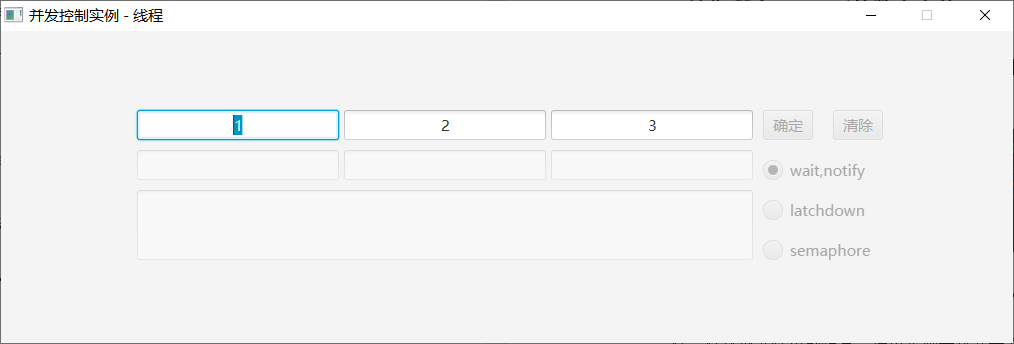 并发控制实例 - 线程
1 2 3 确定 清除
wait,notify
latchdown
semaphore